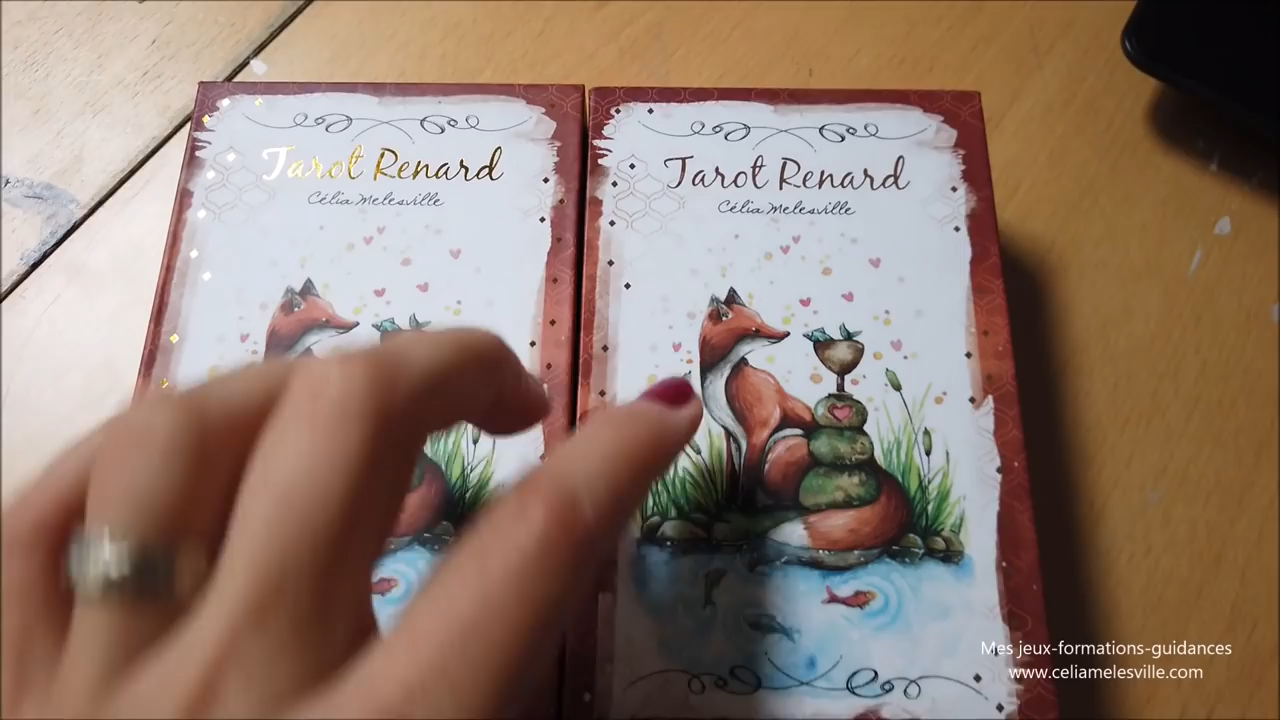 Tarot Renard
Célia Melesville
Tarot Renard
Célia Melesville
Mes jeux-formations-guidances
www.celiamelesville.com